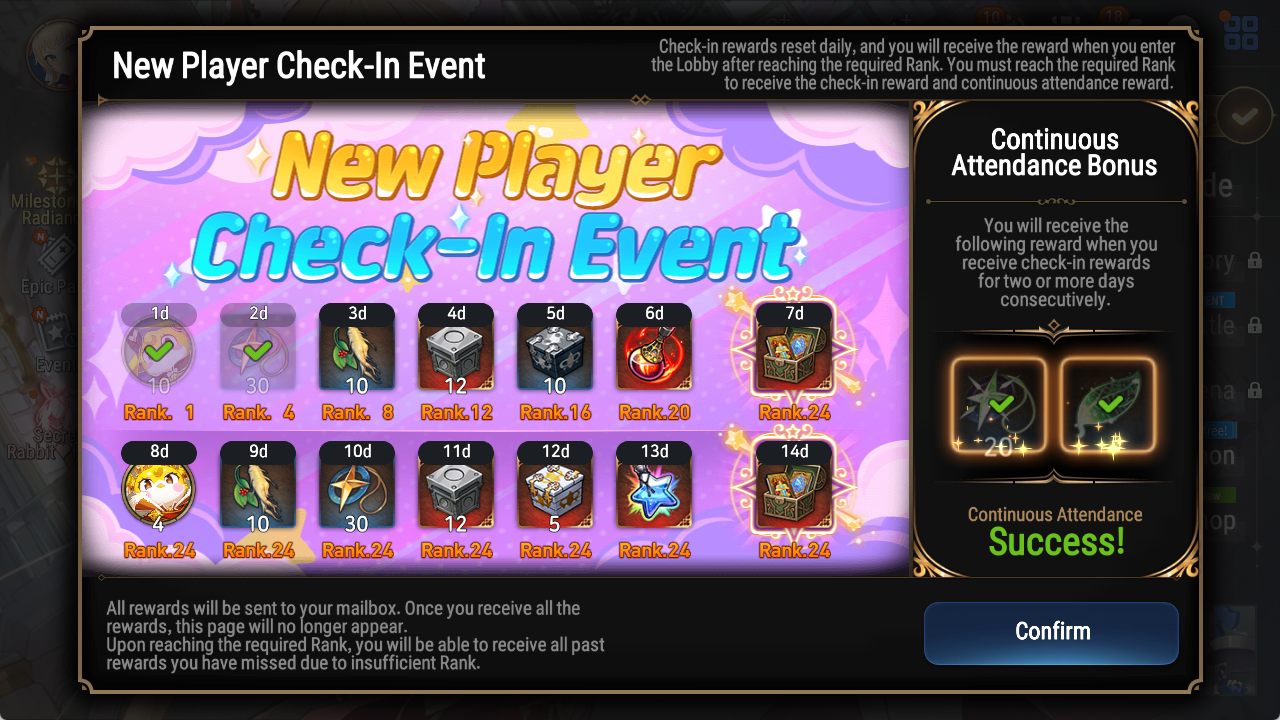 New Player Check-In Event
Check-in rewards reset daily, and you will receive the reward when you enter
the Lobby after reaching the required Rank. You must reach the required Rank
to receive the check-in reward and continuous attendance reward.
New Player
Check-In Event
1d 2d 3d 4d 5d 6d 7d
10 30 10 12 10
Rank. 1 Rank. 4 Rank. 8 Rank.12 Rank.16 Rank.20 Rank.24
8d 9d 10d 11d 12d 13d 14d
4 10 30 12 5
Rank.24 Rank.24 Rank.24 Rank.24 Rank.24 Rank.24 Rank.24
Continuous
Attendance Bonus
You will receive the
following reward when you
receive check-in rewards
for two or more days
consecutively.
20
Continuous Attendance
Success!
All rewards will be sent to your mailbox. Once you receive all the
rewards, this page will no longer appear.
Upon reaching the required Rank, you will be able to receive all past
rewards you have missed due to insufficient Rank.
Confirm
10
18
N
N